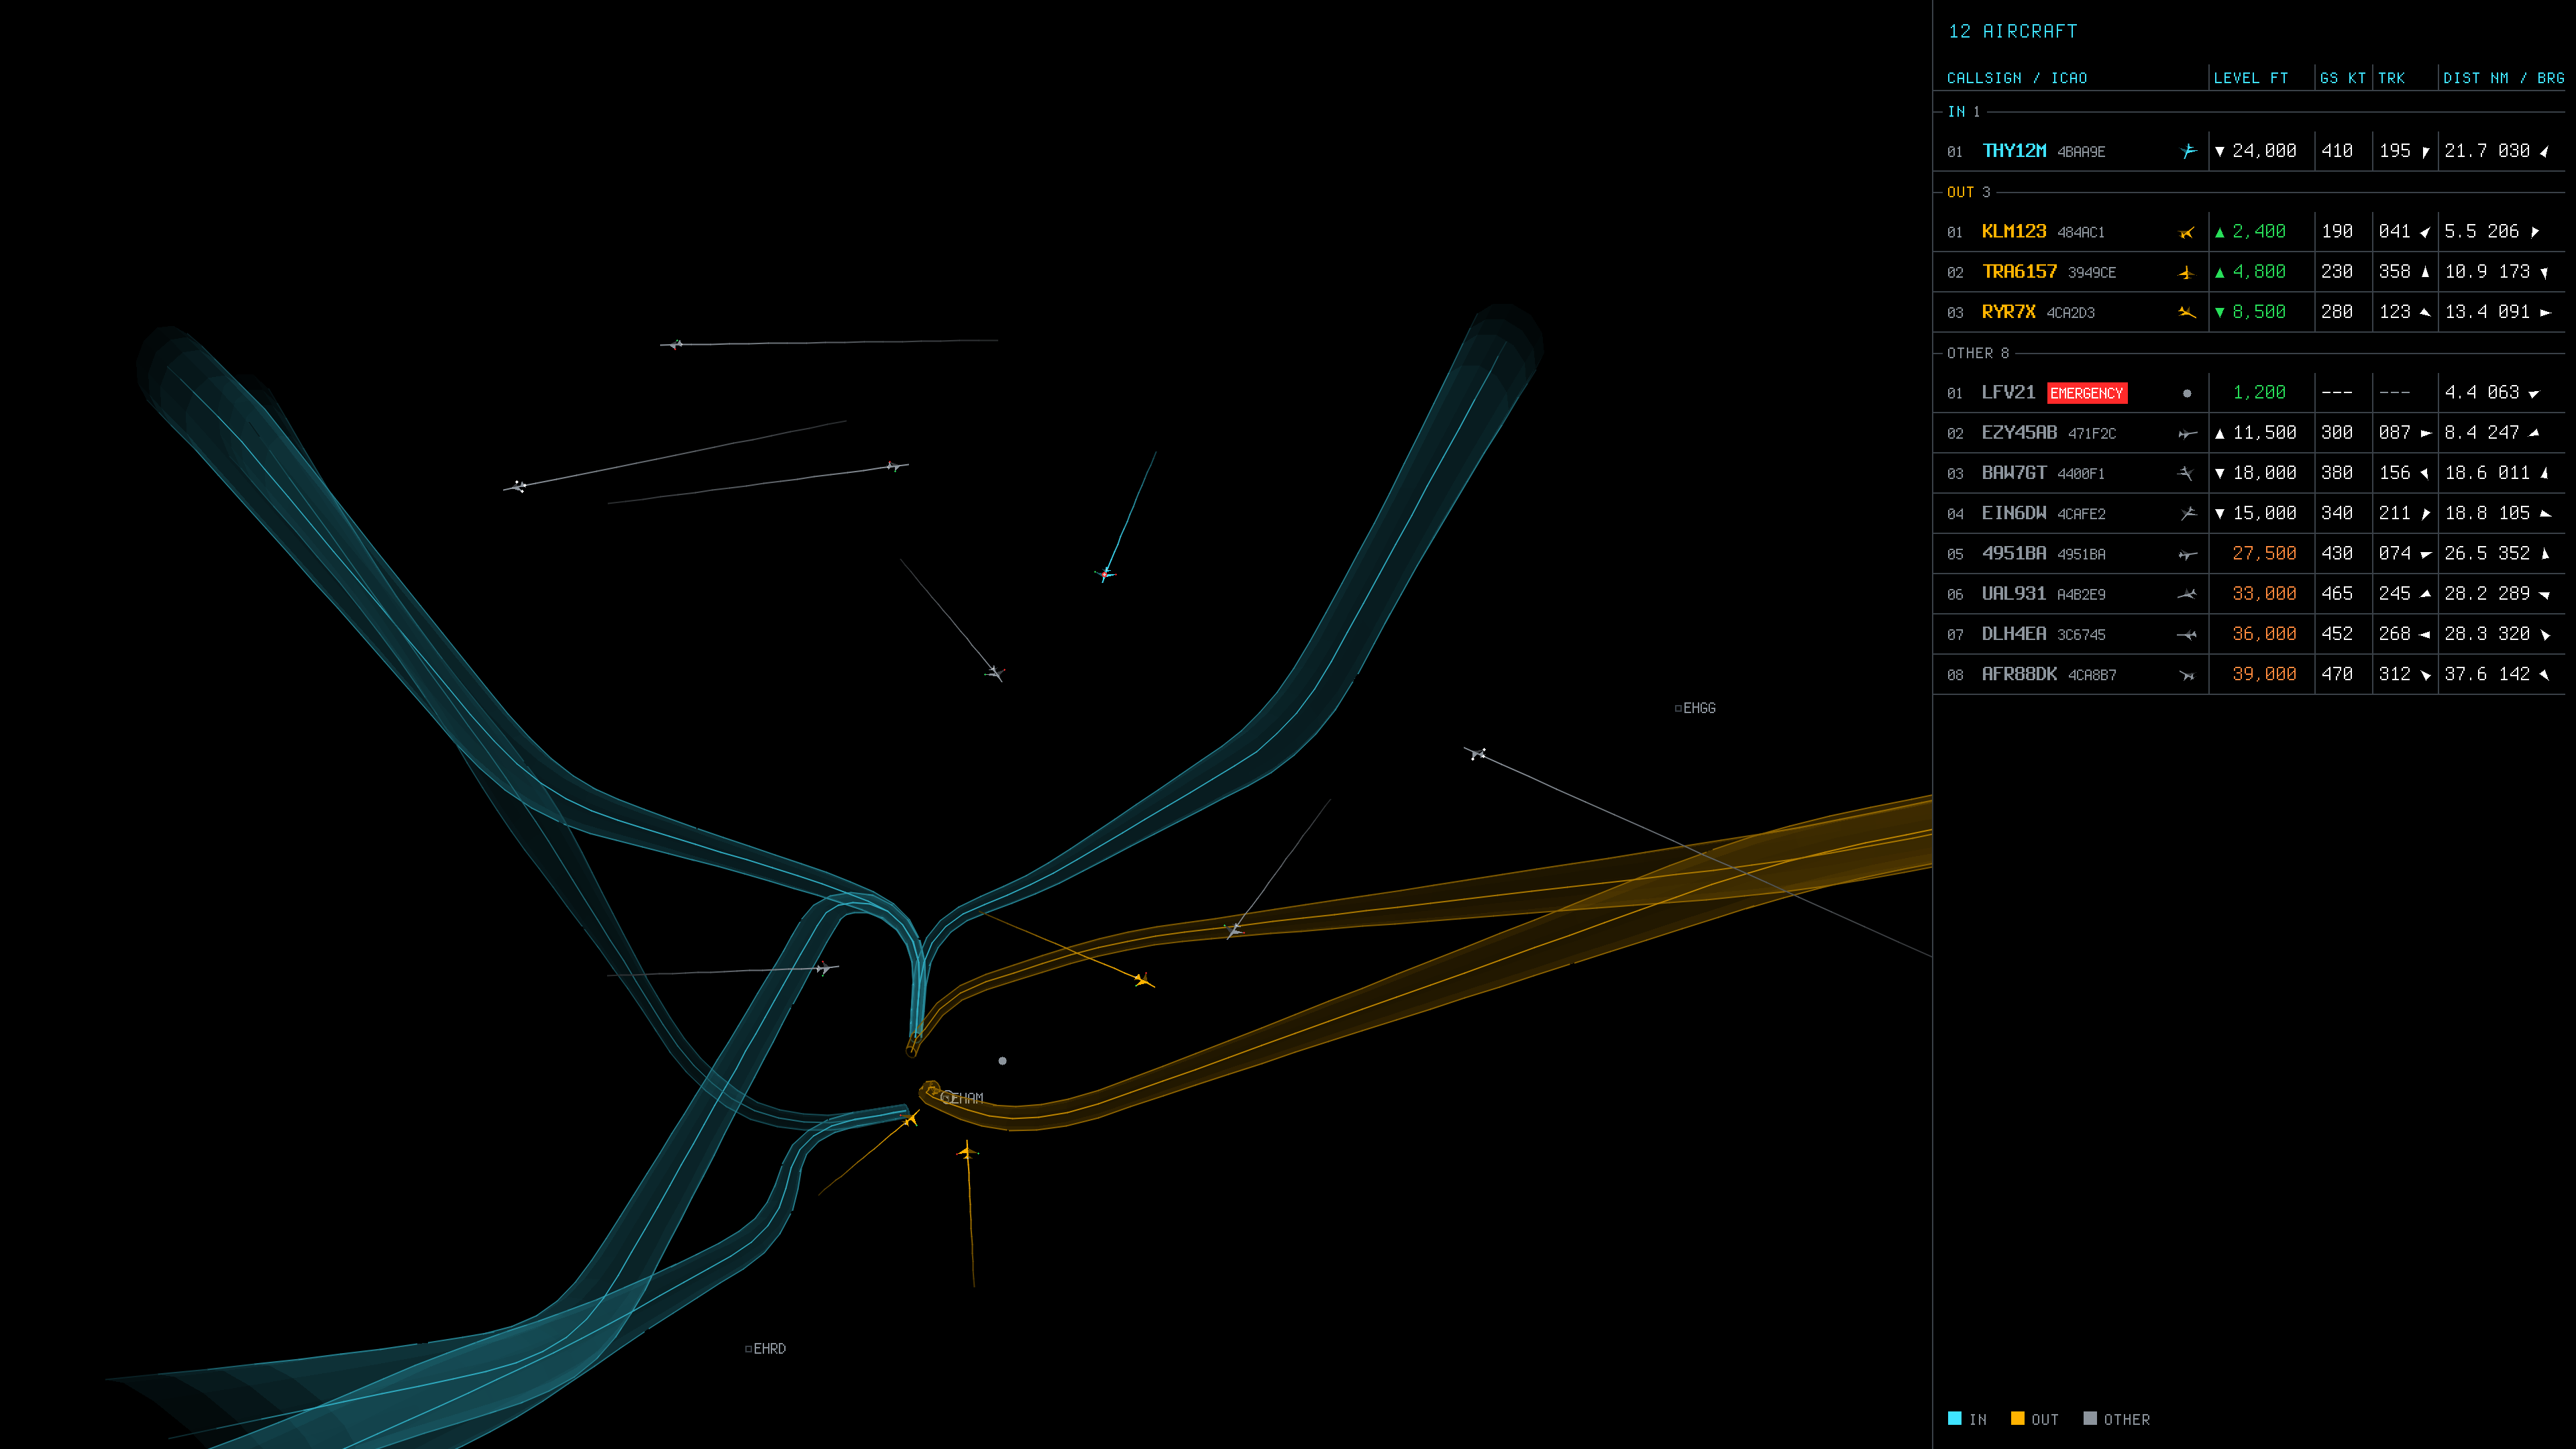 12 AIRCRAFT
CALLSIGN / ICAO LEVEL FT GS KT TRK DIST NM / BRG
IN 1
01 THY12M 4BAA9E ▼ 24,000 410 195 21.7 030
OUT 3
01 KLM123 484AC1 ▲ 2,400 190 041 5.5 206
02 TRA6157 3949CE ▲ 4,800 230 358 10.9 173
03 RYR7X 4CA2D3 ▼ 8,500 280 123 13.4 091
OTHER 8
01 LFV21 EMERGENCY 1,200 --- --- 4.4 063
02 EZY45AB 471F2C ▲ 11,500 300 087 8.4 247
03 BAW7GT 4400F1 ▼ 18,000 380 156 18.6 011
04 EIN6DW 4CAFE2 ▼ 15,000 340 211 18.8 105
05 4951BA 4951BA 27,500 430 074 26.5 352
06 UAL931 A4B2E9 33,000 465 245 28.2 289
07 DLH4EA 3C6745 36,000 452 268 28.3 320
08 AFR88DK 4CA8B7 39,000 470 312 37.6 142
EHGG
EHAM
EHRD
IN OUT OTHER